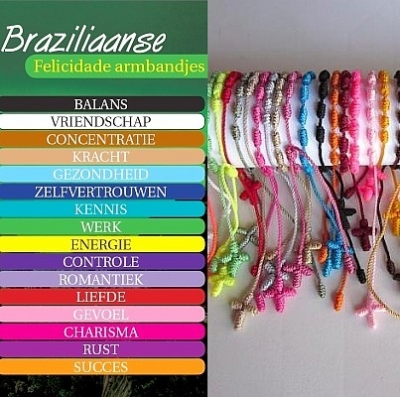 Braziliaanse
Felicidade armbandjes
BALANS
VRIENDSCHAP
CONCENTRATIE
KRACHT
GEZONDHEID
ZELFVERTROUWEN
KENNIS
WERK
ENERGIE
CONTROLE
ROMANTIEK
LIEFDE
GEVOEL
CHARISMA
RUST
SUCCES